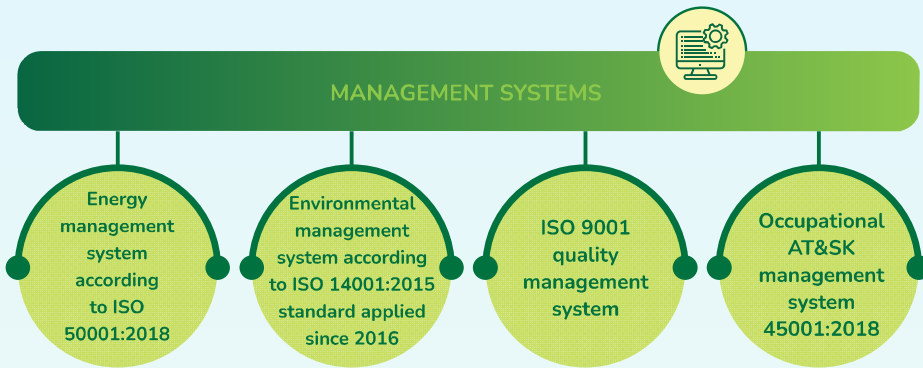 MANAGEMENT SYSTEMS
Energy
management
system
according
to ISO
50001:2018
Environmental
management
system according
to ISO 14001:2015
standard applied
since 2016
ISO 9001
quality
management
system
Occupational
AT&SK
management
system
45001:2018